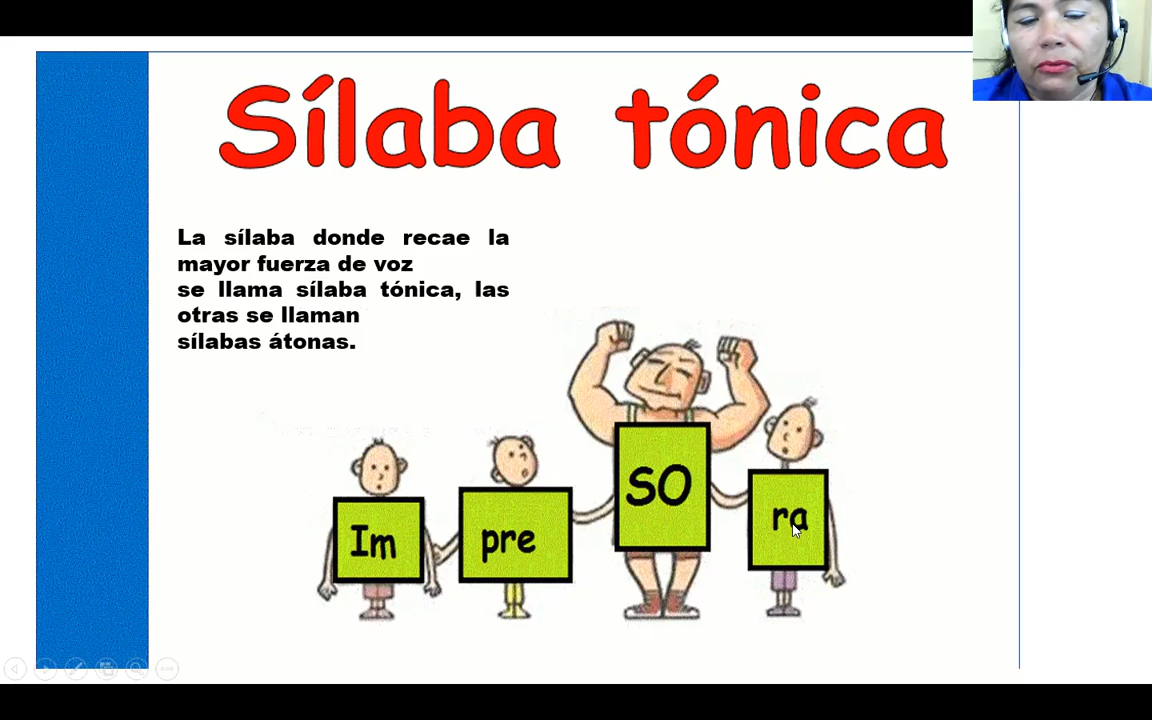 Sílaba tónica
La sílaba donde recae la
mayor fuerza de voz
se llama sílaba tónica, las
otras se llaman
sílabas átonas.
Im pre SO ra